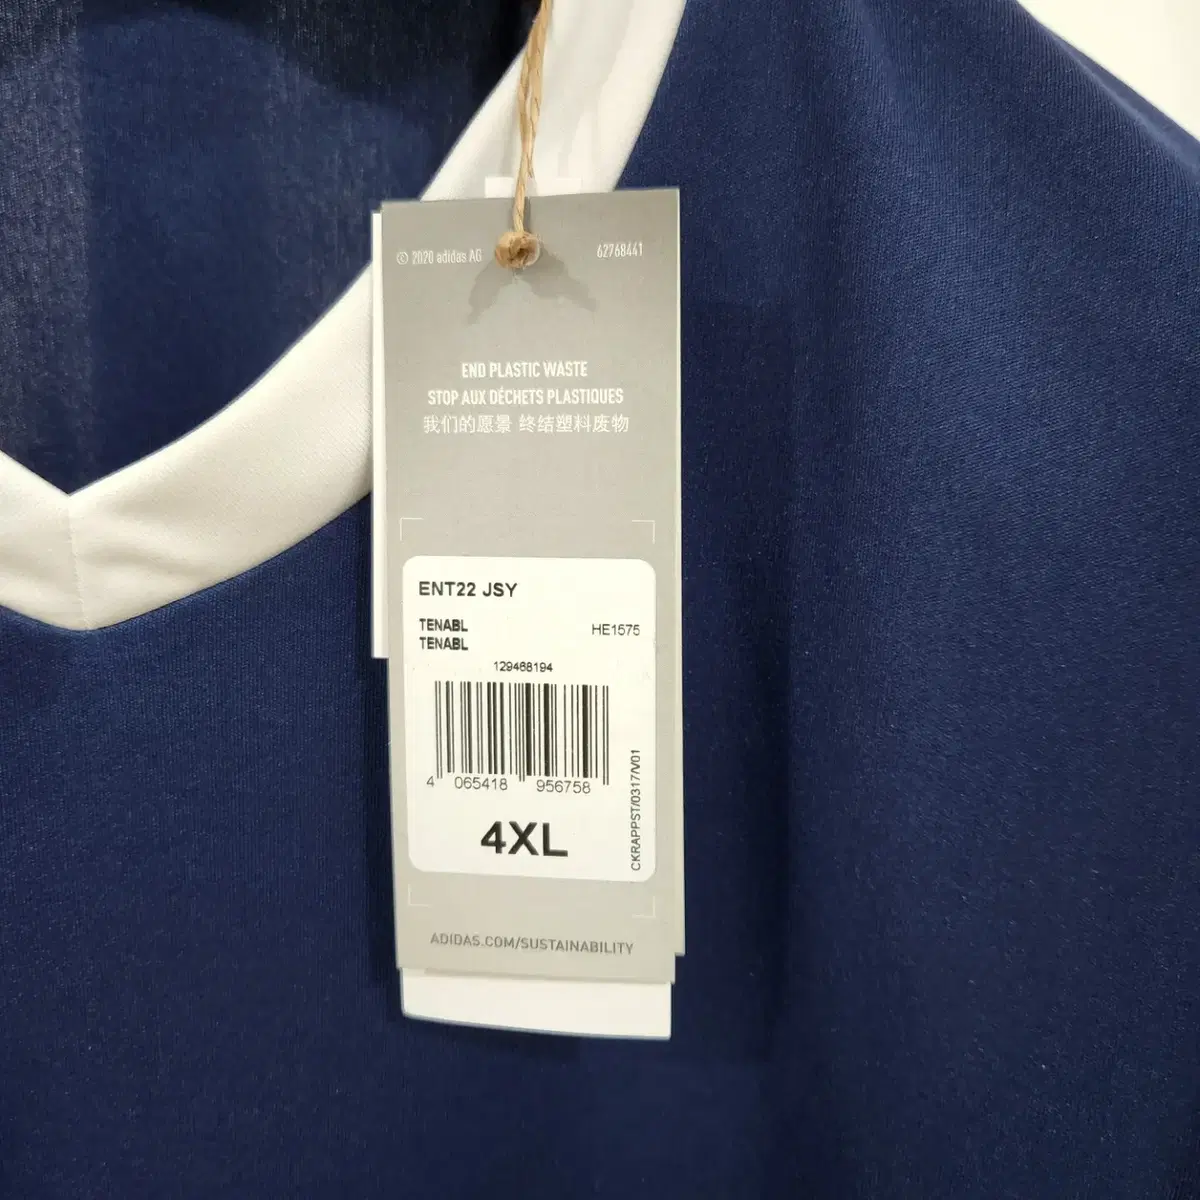 © 2020 adidas AG 62768441
END PLASTIC WASTE
STOP AUX DÉCHETS PLASTIQUES
我们的愿景 终结塑料废物
ENT22 JSY
TENABL HE1575
TENABL
129468194
4 065418 956758
4XL
CKRAPPST/0317/V01
ADIDAS.COM/SUSTAINABILITY